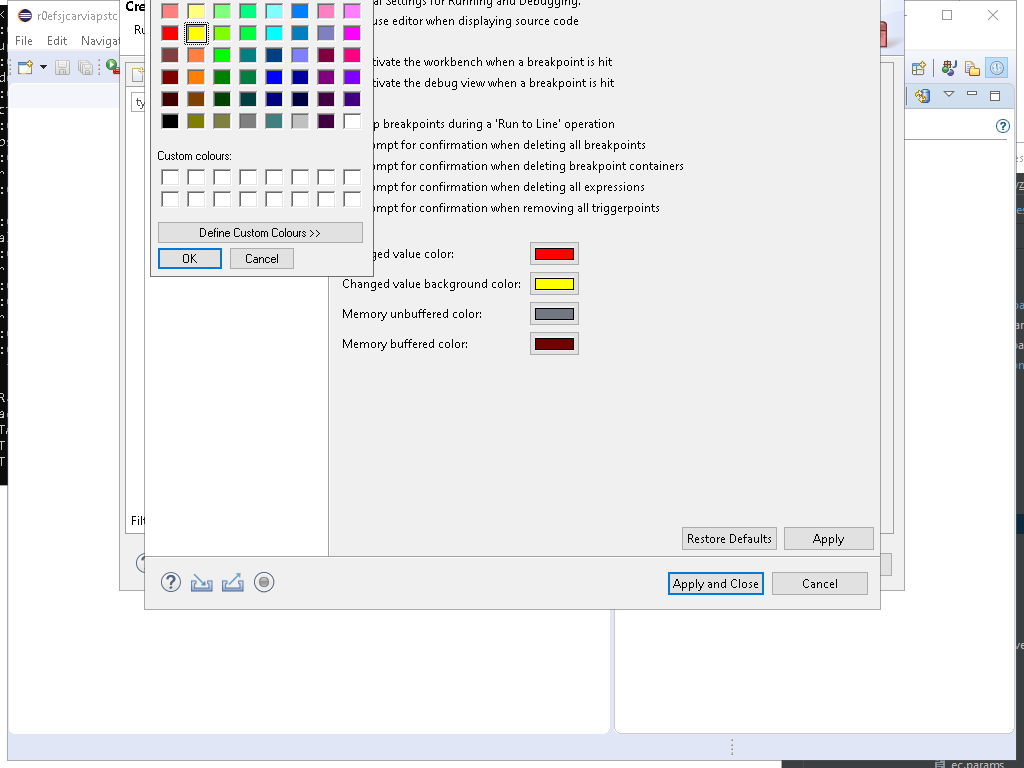 r0efsjcarviapstc
Cre
File Edit Navigat
Ru
ty
al Settings for Running and Debugging.
use editor when displaying source code
tivate the workbench when a breakpoint is hit
tivate the debug view when a breakpoint is hit
p breakpoints during a 'Run to Line' operation
ompt for confirmation when deleting all breakpoints
ompt for confirmation when deleting breakpoint containers
ompt for confirmation when deleting all expressions
ompt for confirmation when removing all triggerpoints
Custom colours:
Define Custom Colours >>
OK Cancel
ged value color:
Changed value background color:
Memory unbuffered color:
Memory buffered color:
Filt
Restore Defaults Apply
Apply and Close Cancel
ec.params